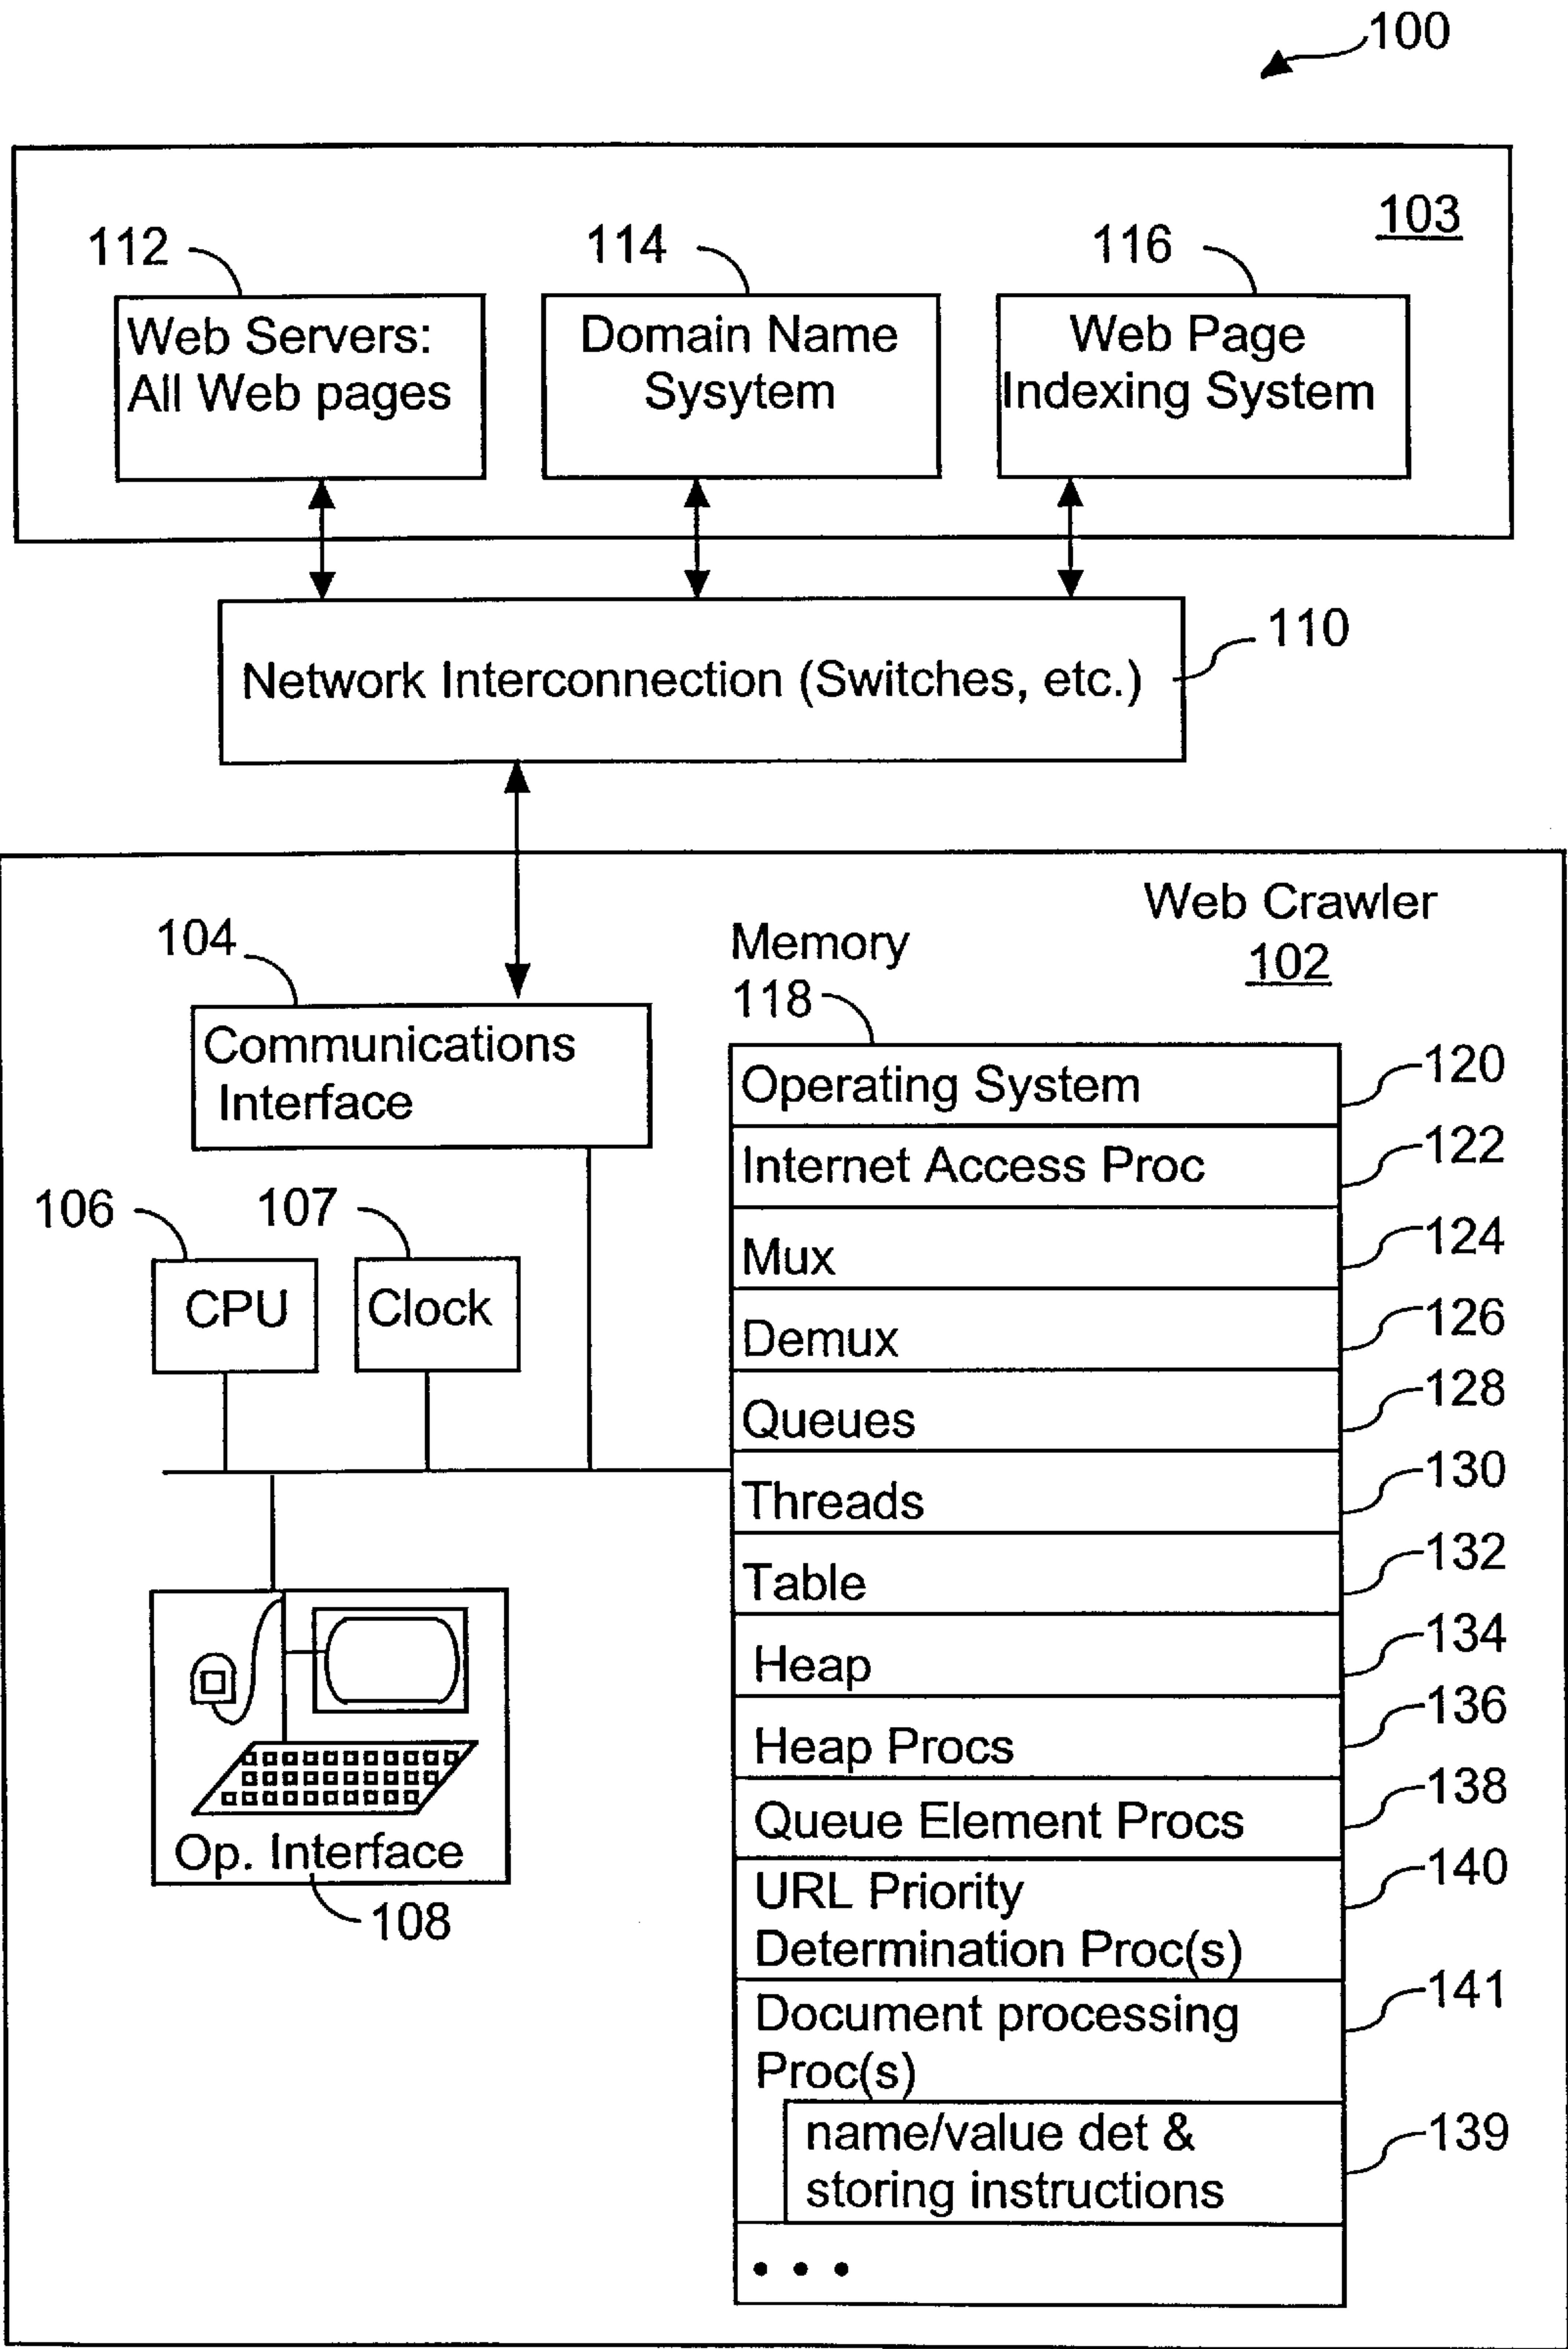 100
103
112
114
116
Web Servers:
All Web pages
Domain Name
Sysytem
Web Page
Indexing System
110
Network Interconnection (Switches, etc.)
Web Crawler
102
104
Memory
118
Communications
Interface
106
107
CPU
Clock
Operating System
120
Internet Access Proc
122
Mux
124
Demux
126
Queues
128
Threads
130
Table
132
Heap
134
Heap Procs
136
Queue Element Procs
138
URL Priority
Determination Proc(s)
140
Document processing
Proc(s)
141
name/value det &
storing instructions
139
• • •
Op. Interface
108